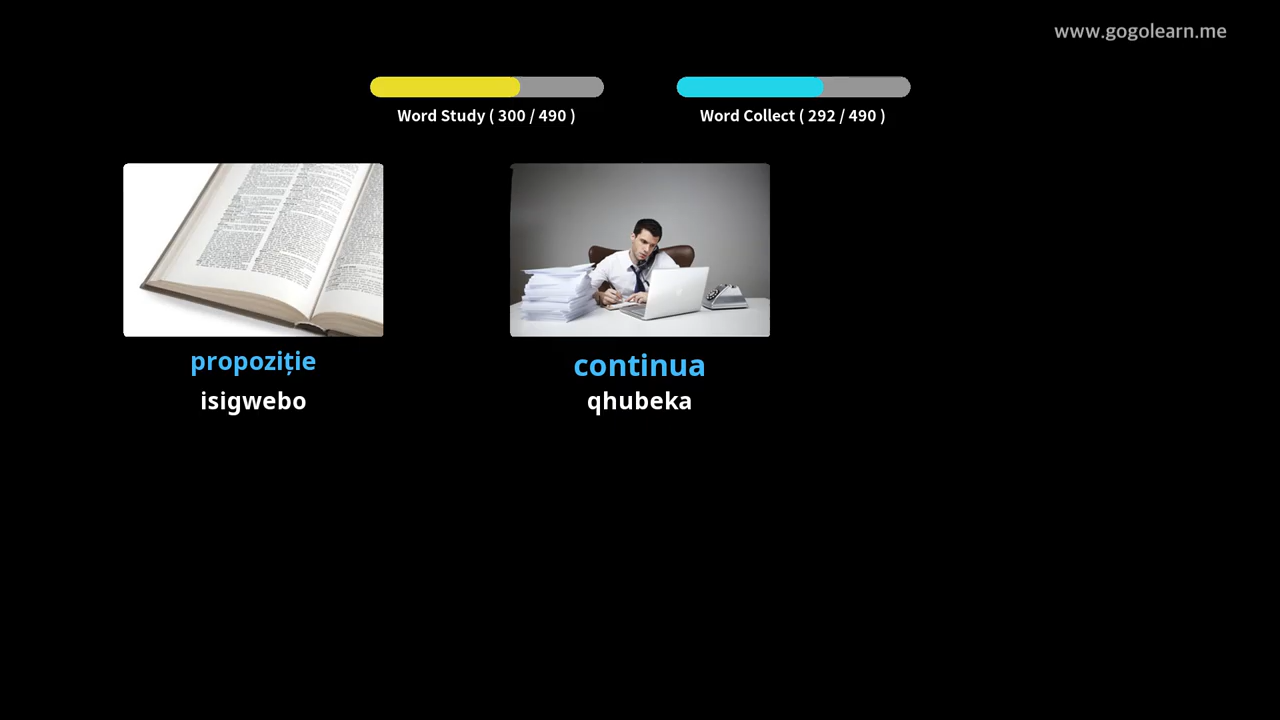 www.gogolearn.me
Word Study ( 300 / 490 )
Word Collect ( 292 / 490 )
propoziție
isigwebo
continua
qhubeka